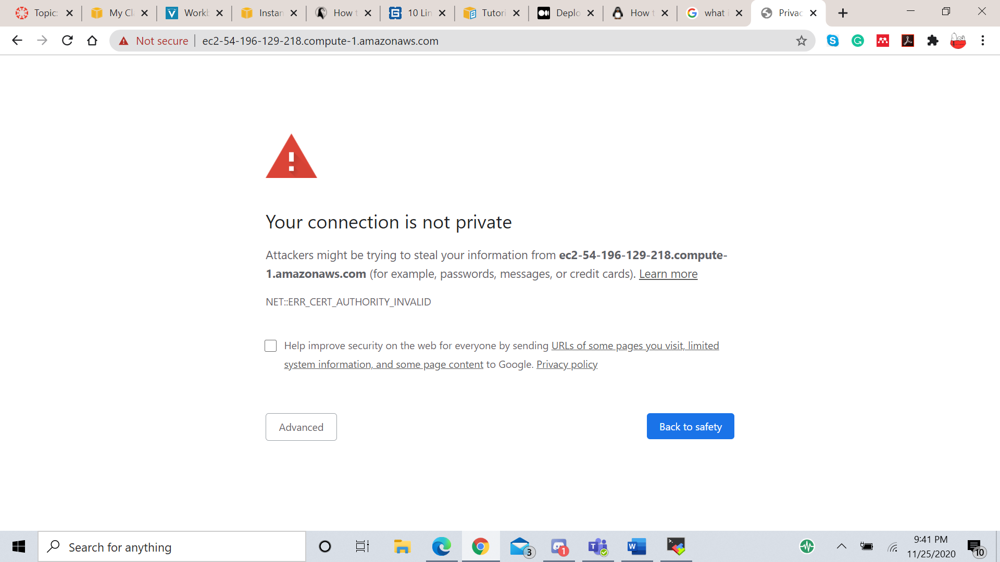 Topic:
My Cl
Workb
Instan
How t
10 Lin
Tutori
Deplo
How t
what i
Privac
Not secure
ec2-54-196-129-218.compute-1.amazonaws.com
Your connection is not private
Attackers might be trying to steal your information from ec2-54-196-129-218.compute-
1.amazonaws.com (for example, passwords, messages, or credit cards). Learn more
NET::ERR_CERT_AUTHORITY_INVALID
Help improve security on the web for everyone by sending URLs of some pages you visit, limited
system information, and some page content to Google. Privacy policy
Advanced
Back to safety
Search for anything
3
1
9:41 PM
11/25/2020
10